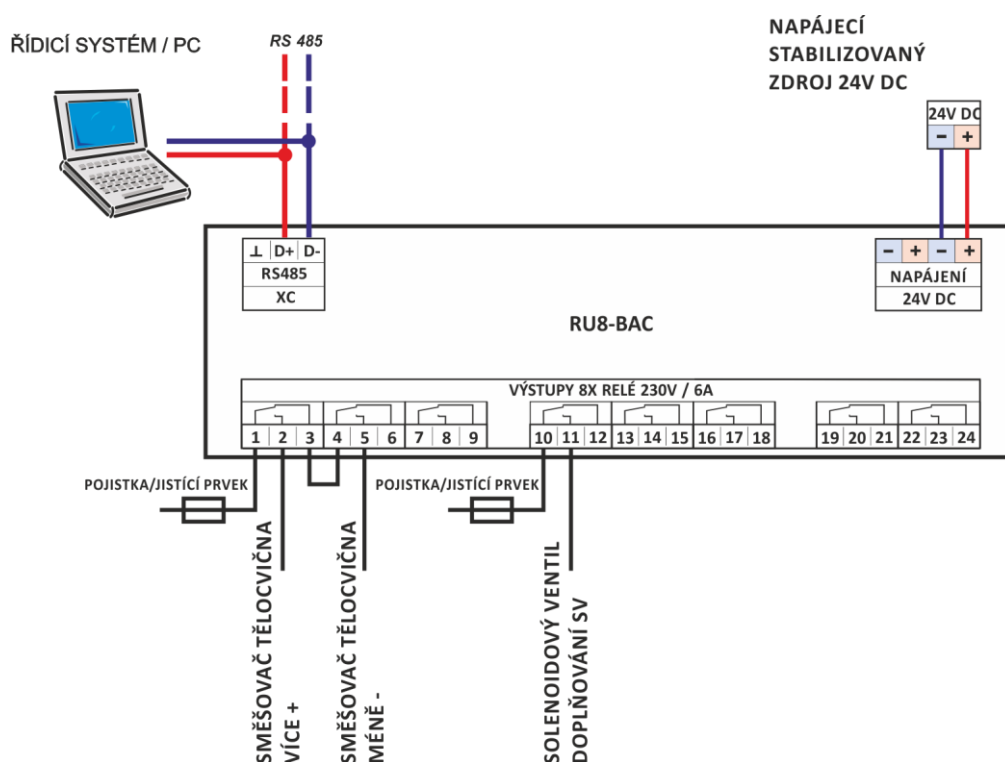 ŘÍDICÍ SYSTÉM / PC
RS 485
NAPÁJECÍ
STABILIZOVANÝ
ZDROJ 24V DC
24V DC
- +
⊥ D+ D-
RS485
XC
- + - +
NAPÁJENÍ
24V DC
RU8-BAC
VÝSTUPY 8X RELÉ 230V / 6A
1 2 3 4 5 6 7 8 9 10 11 12 13 14 15 16 17 18 19 20 21 22 23 24
POJISTKA/JISTÍCÍ PRVEK
POJISTKA/JISTÍCÍ PRVEK
SMĚŠOVAČ TĚLOCVIČNA
VÍCE +
SMĚŠOVAČ TĚLOCVIČNA
MÉNĚ -
SOLENOIDOVÝ VENTIL
DOPLŇOVÁNÍ SV